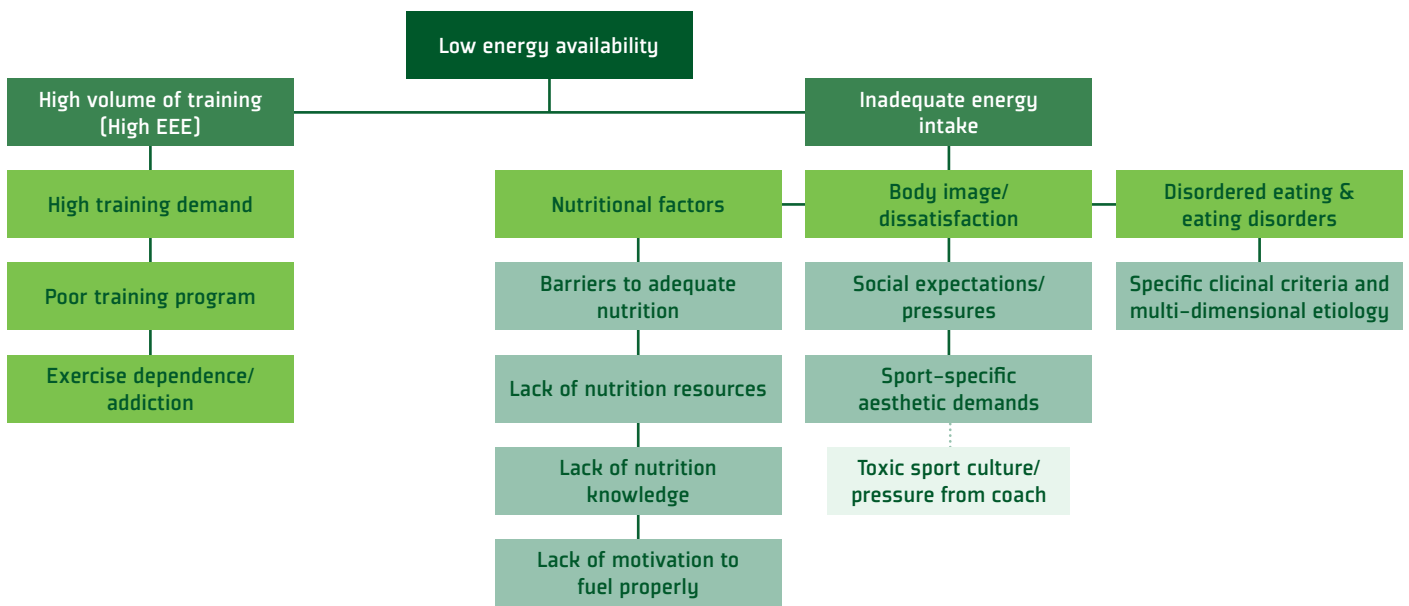 Low energy availability
High volume of training
(High EEE)
Inadequate energy
intake
High training demand
Nutritional factors
Body image/
dissatisfaction
Disordered eating &
eating disorders
Poor training program
Barriers to adequate
nutrition
Social expectations/
pressures
Specific clicinal criteria and
multi-dimensional etiology
Exercise dependence/
addiction
Lack of nutrition resources
Sport-specific
aesthetic demands
Lack of nutrition
knowledge
Toxic sport culture/
pressure from coach
Lack of motivation to
fuel properly